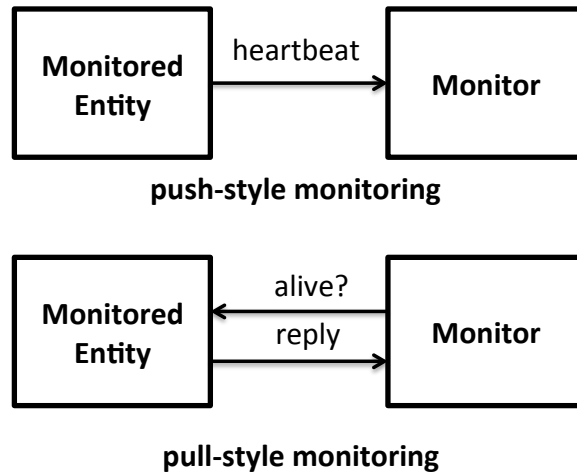 Monitored
Entity
heartbeat
Monitor
push-style monitoring
Monitored
Entity
alive?
reply
Monitor
pull-style monitoring